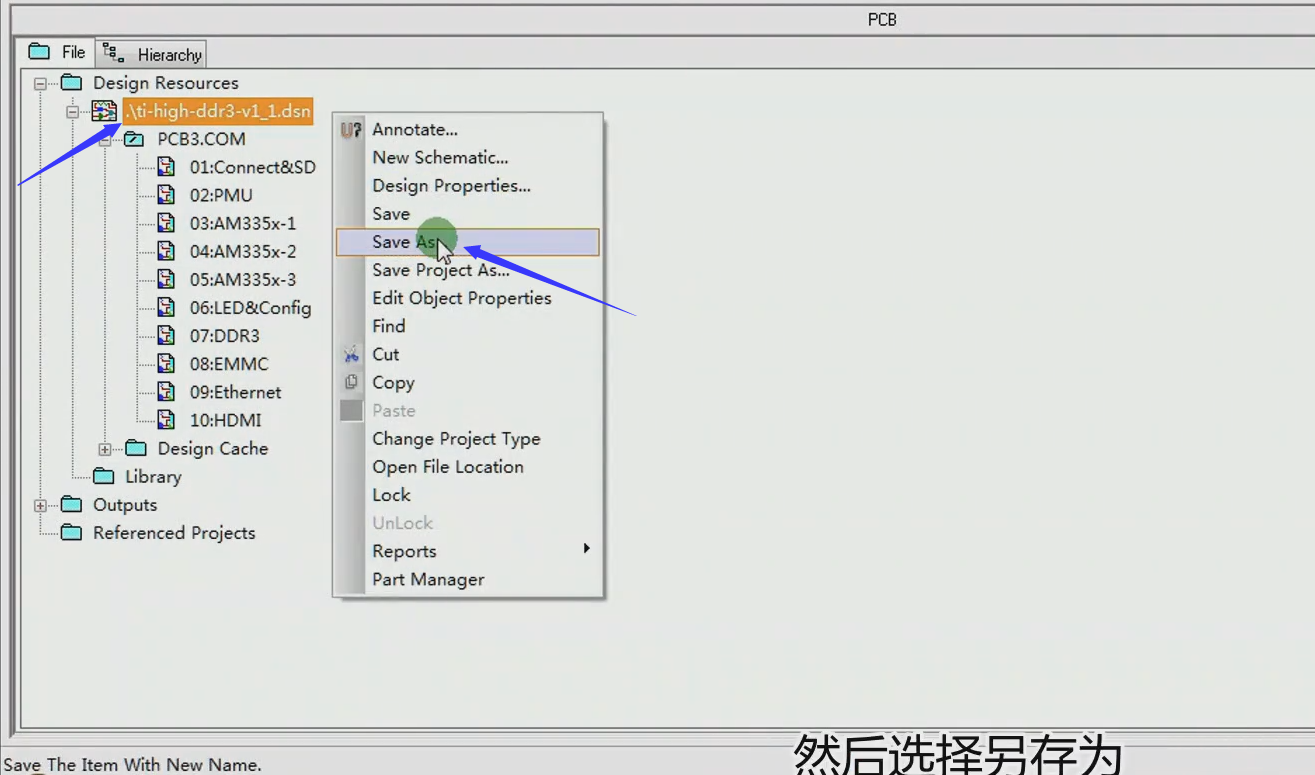 PCB
File
Hierarchy
Design Resources
.\ti-high-ddr3-v1_1.dsn
PCB3.COM
01:Connect&SD
02:PMU
03:AM335x-1
04:AM335x-2
05:AM335x-3
06:LED&Config
07:DDR3
08:EMMC
09:Ethernet
10:HDMI
Design Cache
Library
Outputs
Referenced Projects
Annotate...
New Schematic...
Design Properties...
Save
Save As
Save Project As...
Edit Object Properties
Find
Cut
Copy
Paste
Change Project Type
Open File Location
Lock
UnLock
Reports
Part Manager
然后选择另存为
Save The Item With New Name.